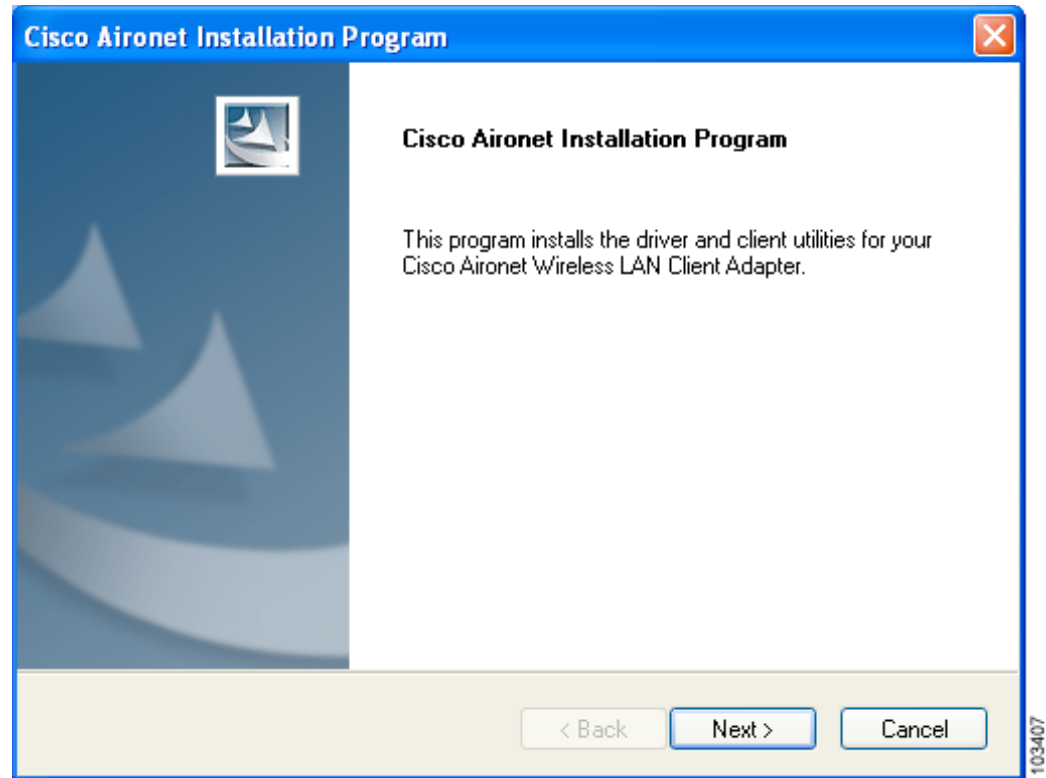 Cisco Aironet Installation Program
Cisco Aironet Installation Program
This program installs the driver and client utilities for your
Cisco Aironet Wireless LAN Client Adapter.
< Back
Next >
Cancel
103407